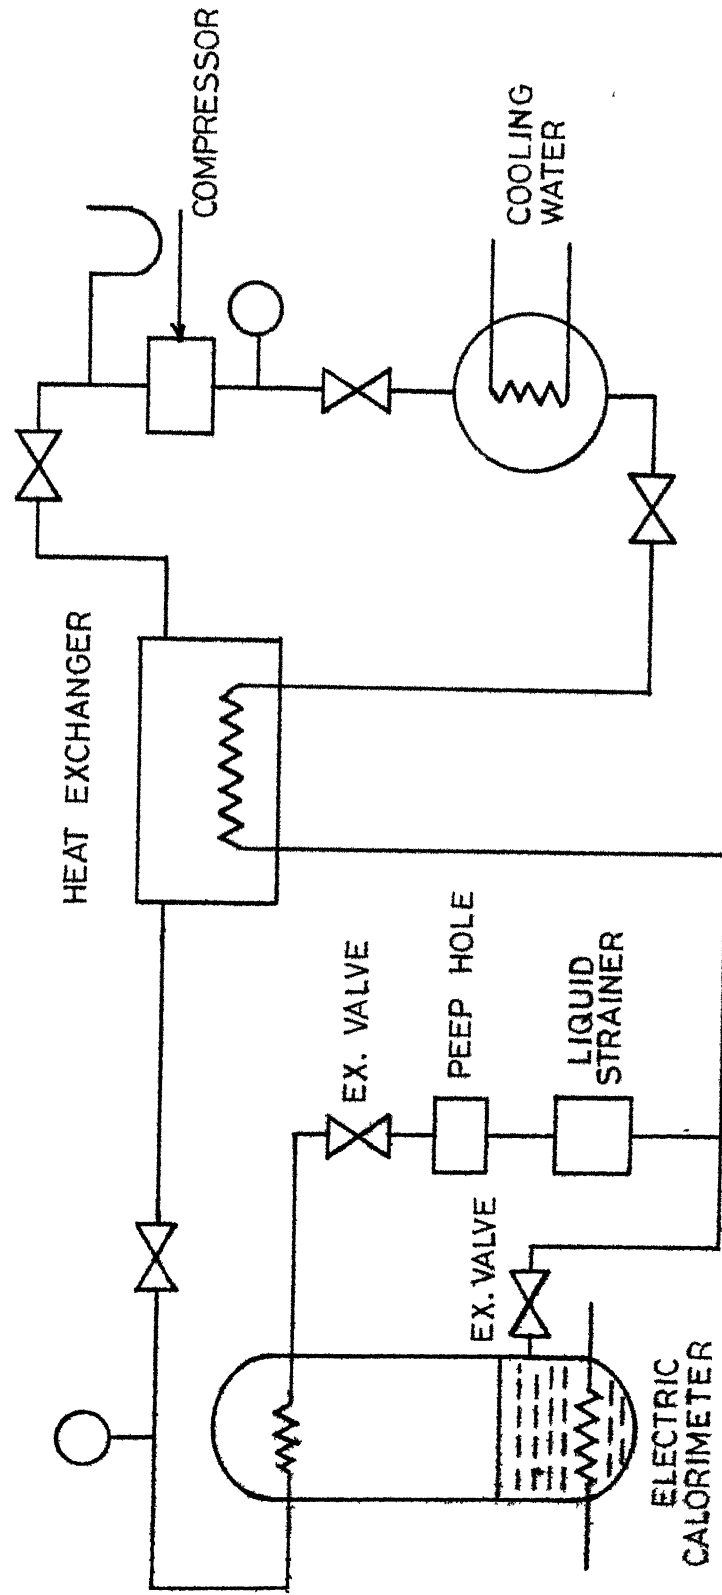 COMPRESSOR
COOLING
WATER
HEAT EXCHANGER
EX. VALVE
PEEP HOLE
LIQUID
STRAINER
EX. VALVE
ELECTRIC
CALORIMETER